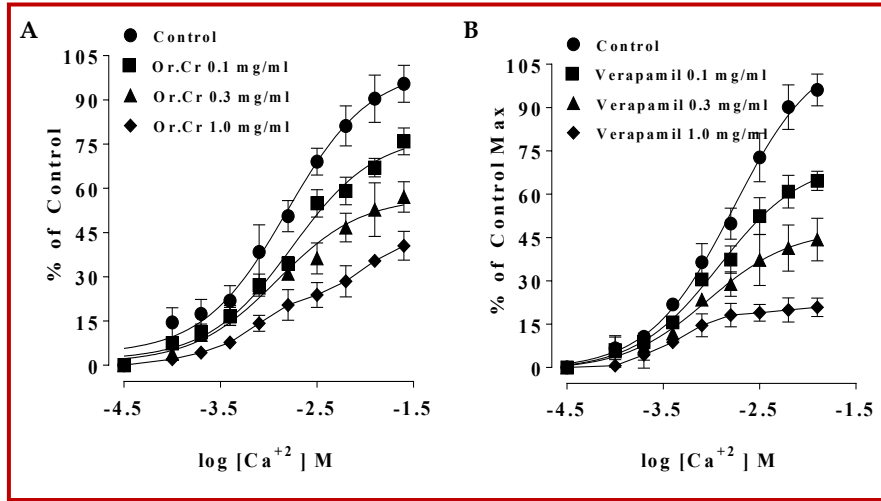 A
Control
Or.Cr 0.1 mg/ml
Or.Cr 0.3 mg/ml
Or.Cr 1.0 mg/ml
% of Control
105
90
75
60
45
30
15
0
-4.5
-3.5
-2.5
-1.5
log [Ca+2 ] M
B
Control
Verapamil 0.1 mg/ml
Verapamil 0.3 mg/ml
Verapamil 1.0 mg/ml
% of Control Max
105
90
75
60
45
30
15
0
-4.5
-3.5
-2.5
-1.5
log [Ca+2 ] M